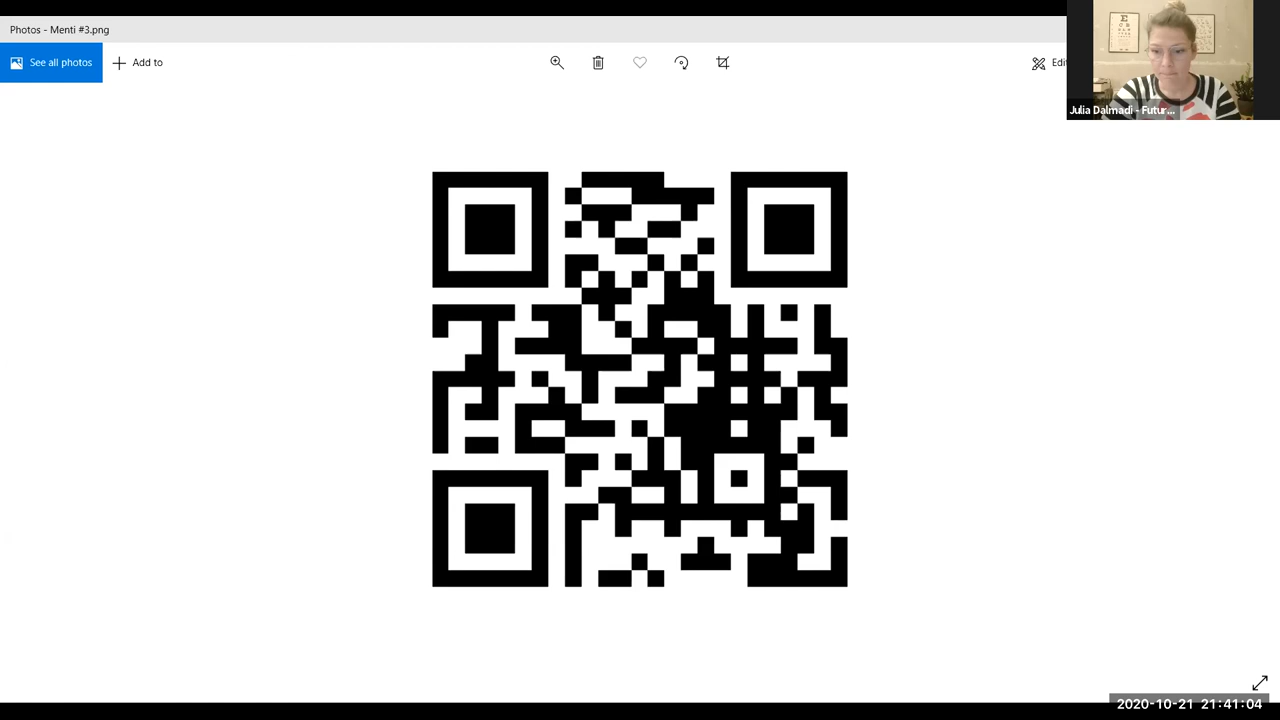 Photos - Menti #3.png
See all photos
Add to
Edi
Julia Dalmadi - Futur...
2020-10-21 21:41:04